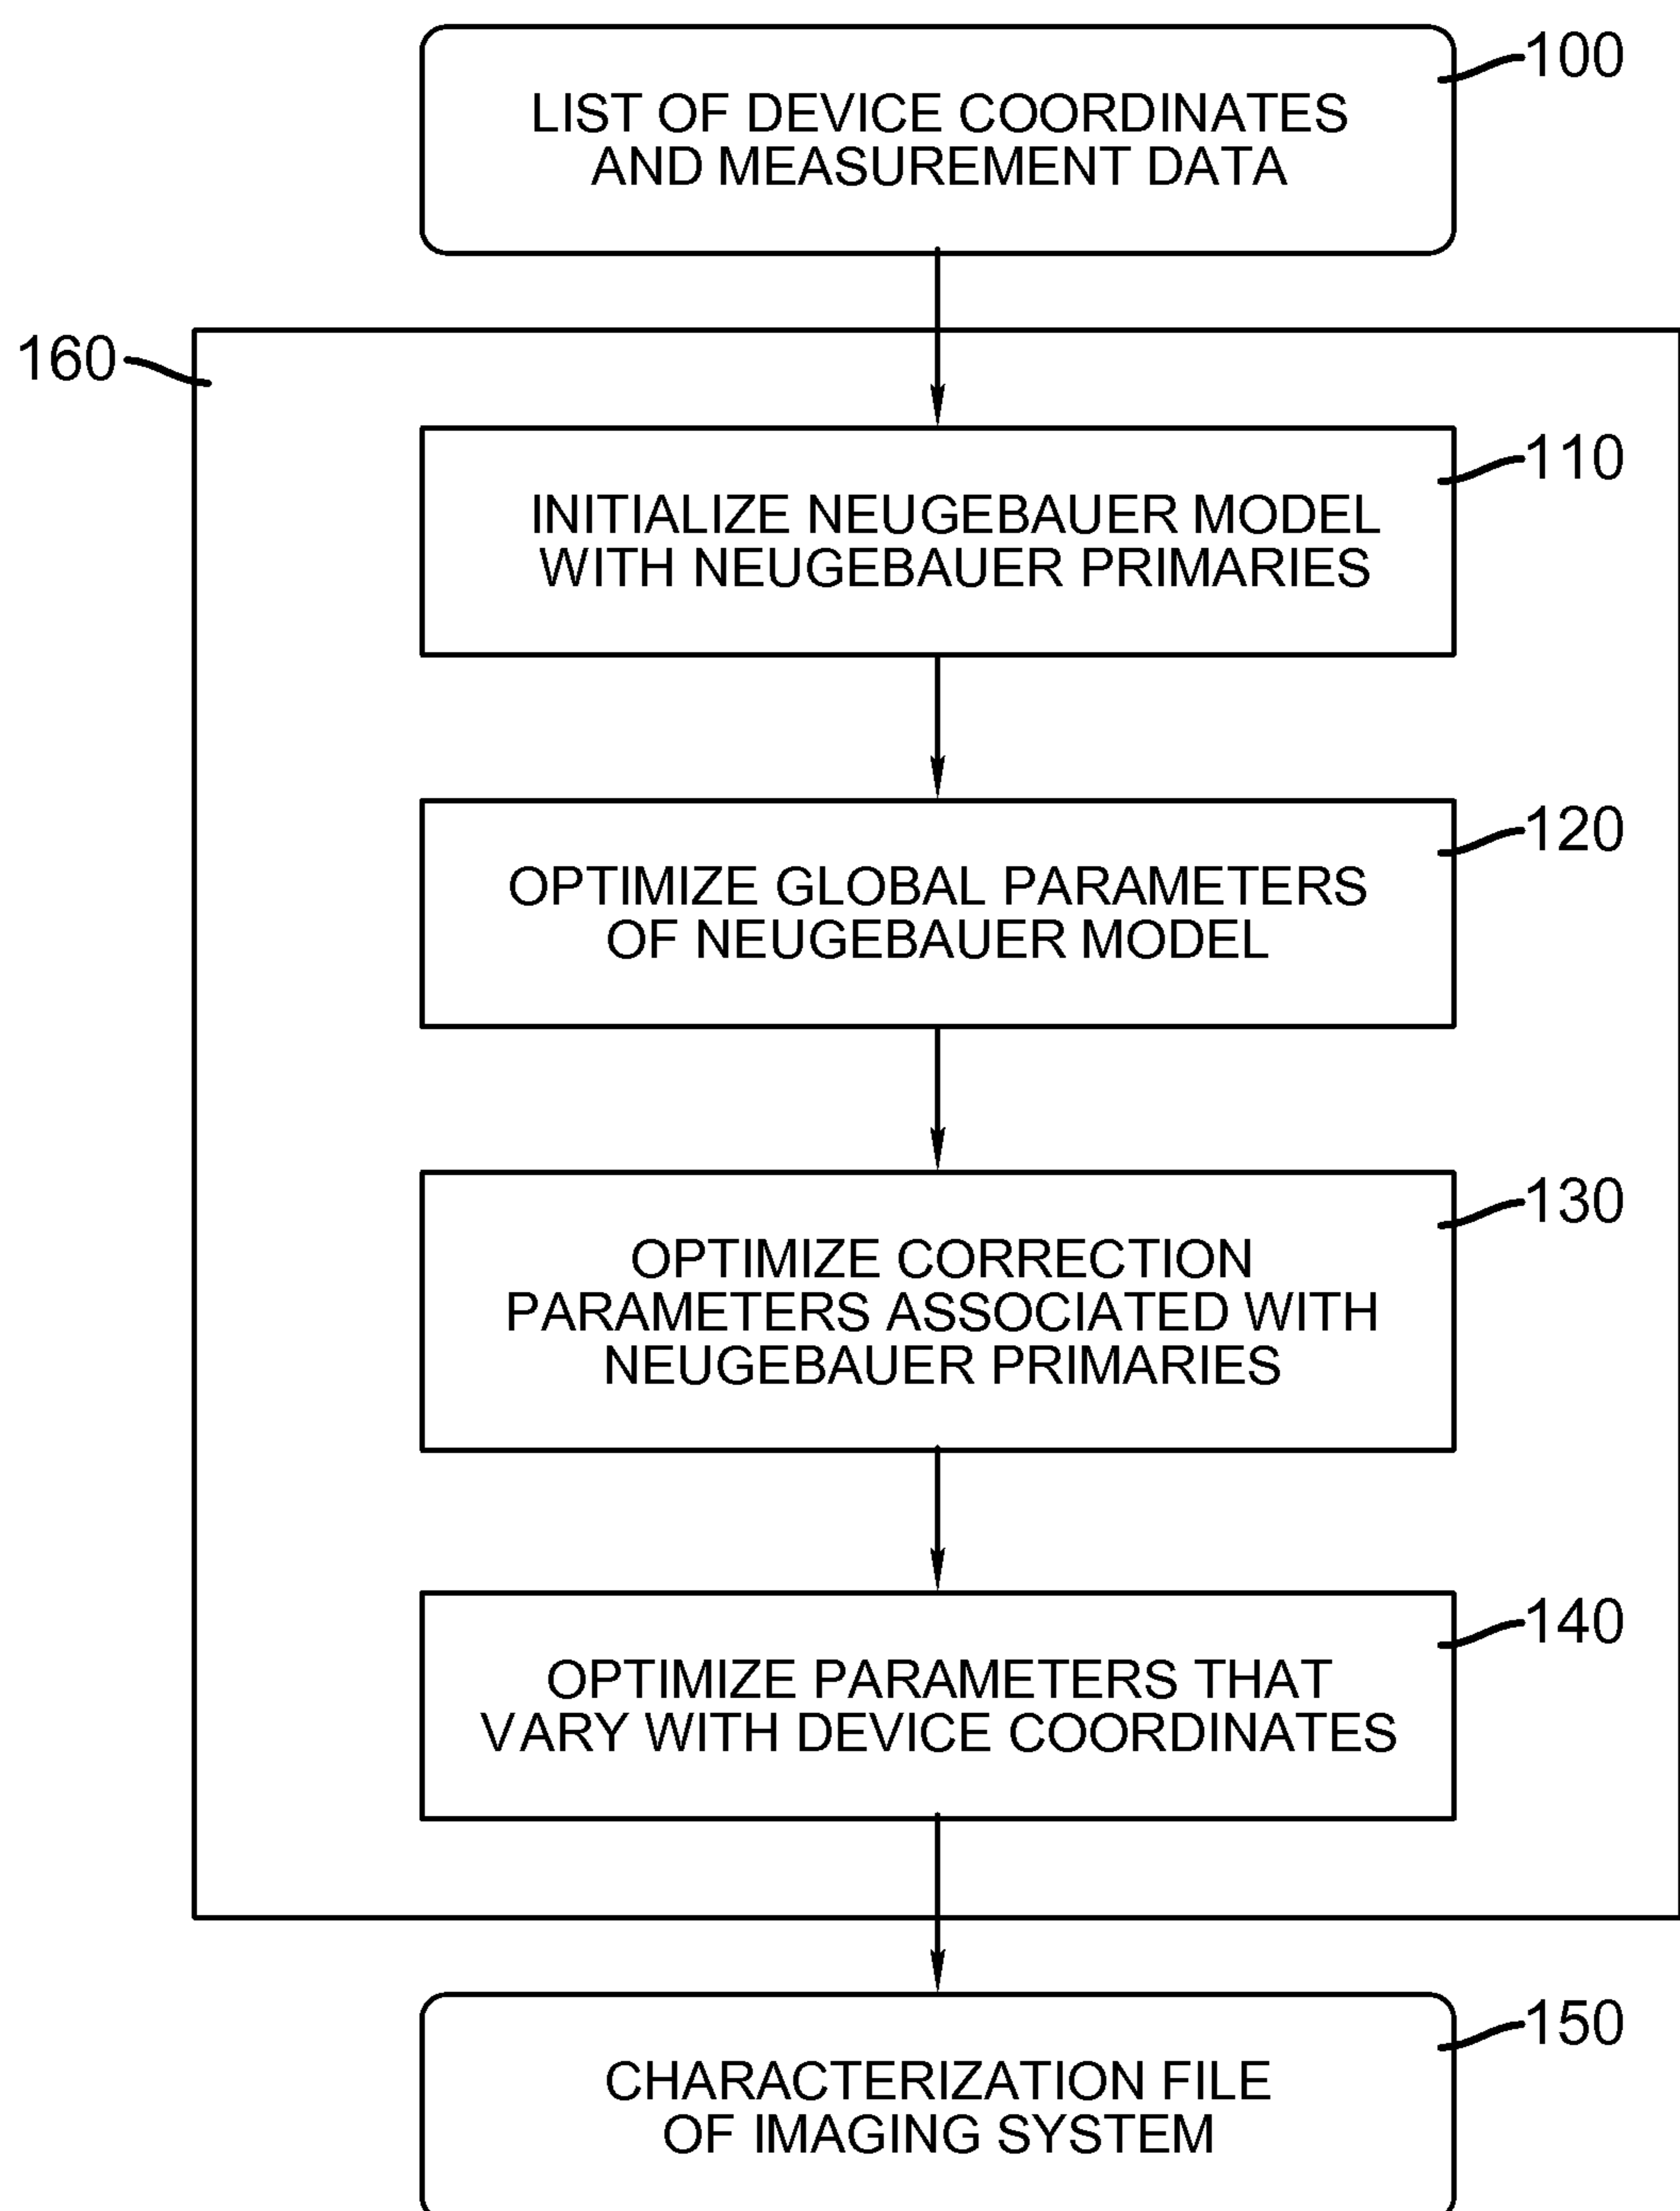 100
LIST OF DEVICE COORDINATES
AND MEASUREMENT DATA
160
110
INITIALIZE NEUGEBAUER MODEL
WITH NEUGEBAUER PRIMARIES
120
OPTIMIZE GLOBAL PARAMETERS
OF NEUGEBAUER MODEL
130
OPTIMIZE CORRECTION
PARAMETERS ASSOCIATED WITH
NEUGEBAUER PRIMARIES
140
OPTIMIZE PARAMETERS THAT
VARY WITH DEVICE COORDINATES
150
CHARACTERIZATION FILE
OF IMAGING SYSTEM